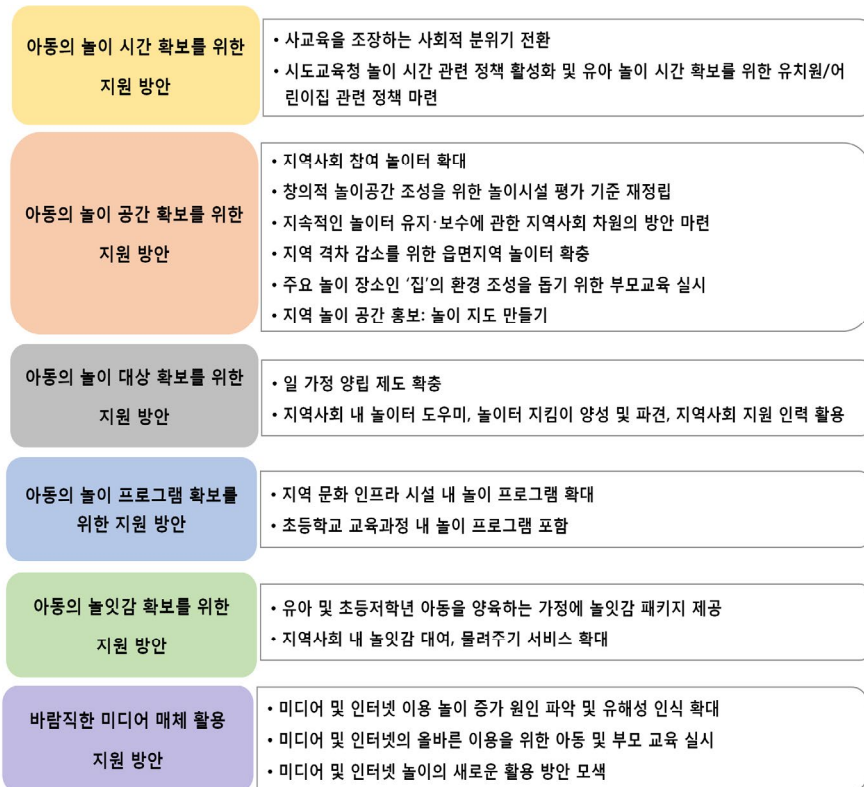 아동의 놀이 시간 확보를 위한
지원 방안
• 사교육을 조장하는 사회적 분위기 전환
• 시도교육청 놀이 시간 관련 정책 활성화 및 유아 놀이 시간 확보를 위한 유치원/어
린이집 관련 정책 마련
아동의 놀이 공간 확보를 위한
지원 방안
• 지역사회 참여 놀이터 확대
• 창의적 놀이공간 조성을 위한 놀이시설 평가 기준 재정립
• 지속적인 놀이터 유지·보수에 관한 지역사회 차원의 방안 마련
• 지역 격차 감소를 위한 읍면지역 놀이터 확충
• 주요 놀이 장소인 ‘집’의 환경 조성을 돕기 위한 부모교육 실시
• 지역 놀이 공간 홍보: 놀이 지도 만들기
아동의 놀이 대상 확보를 위한
지원 방안
• 일 가정 양립 제도 확충
• 지역사회 내 놀이터 도우미, 놀이터 지킴이 양성 및 파견, 지역사회 지원 인력 활용
아동의 놀이 프로그램 확보를
위한 지원 방안
• 지역 문화 인프라 시설 내 놀이 프로그램 확대
• 초등학교 교육과정 내 놀이 프로그램 포함
아동의 놀잇감 확보를 위한
지원 방안
• 유아 및 초등저학년 아동을 양육하는 가정에 놀잇감 패키지 제공
• 지역사회 내 놀잇감 대여, 물려주기 서비스 확대
바람직한 미디어 매체 활용
지원 방안
• 미디어 및 인터넷 이용 놀이 증가 원인 파악 및 유해성 인식 확대
• 미디어 및 인터넷의 올바른 이용을 위한 아동 및 부모 교육 실시
• 미디어 및 인터넷 놀이의 새로운 활용 방안 모색